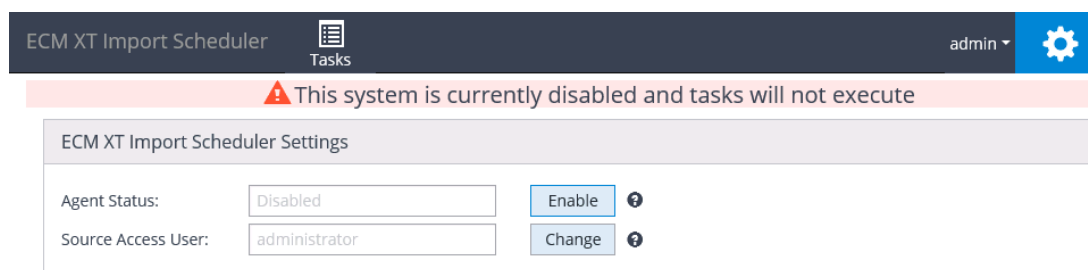 ECM XT Import Scheduler
Tasks
admin
This system is currently disabled and tasks will not execute
ECM XT Import Scheduler Settings
Agent Status: Disabled Enable
Source Access User: administrator Change